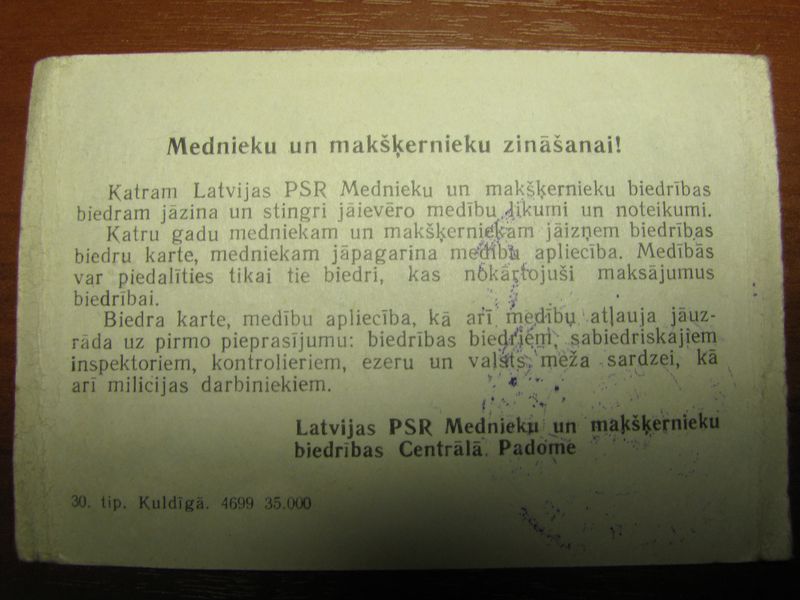 Mednieku un makšķernieku zināšanai!
Katram Latvijas PSR Mednieku un makšķernieku biedrības
biedram jāzina un stingri jāievēro medību likumi un noteikumi.
Katru gadu medniekam un makšķerniekam jāizņem biedrības
biedru karte, medniekam jāpagarina medību apliecība. Medībās
var piedalīties tikai tie biedri, kas nokārtojuši maksājumus
biedrībai.
Biedra karte, medību apliecība, kā arī medību atļauja jāuz-
rāda uz pirmo pieprasījumu: biedrības biedriem, sabiedriskajiem
inspektoriem, kontrolieriem, ezeru un valsts meža sardzei, kā
arī milicijas darbiniekiem.
Latvijas PSR Mednieku un makšķernieku
biedrības Centrālā Padome
30. tip. Kuldīgā. 4699 35.000